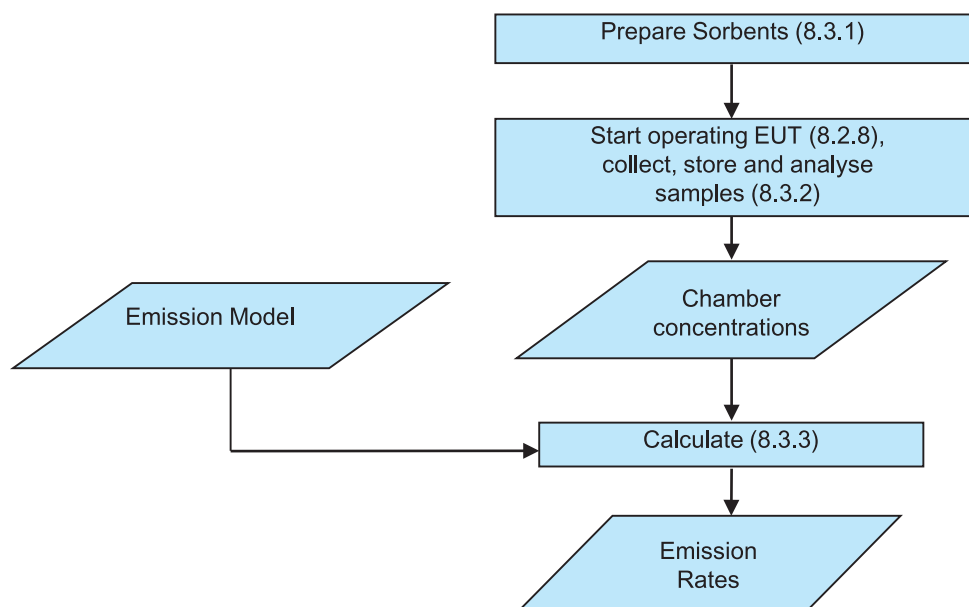 Prepare Sorbents (8.3.1)
Start operating EUT (8.2.8),
collect, store and analyse
samples (8.3.2)
Emission Model
Chamber
concentrations
Calculate (8.3.3)
Emission
Rates